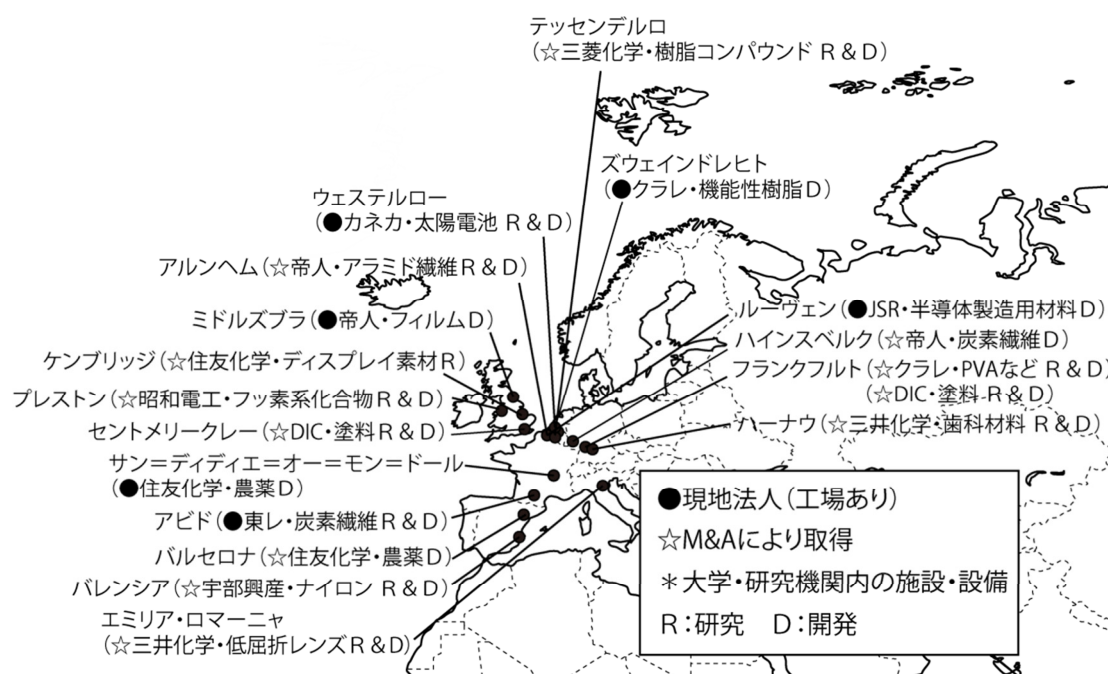 テッセンデルロ
(☆三菱化学・樹脂コンパウンド R & D)
ズウェインドレヒト
(●クラレ・機能性樹脂D)
ウェステルロー
(●カネカ・太陽電池 R & D)
アルンヘム(☆帝人・アラミド繊維R & D)
ミドルズブラ(●帝人・フィルムD)
ケンブリッジ(☆住友化学・ディスプレイ素材R)
プレストン(☆昭和電工・フッ素系化合物R & D)
セントメリークレー(☆DIC・塗料R & D)
サン=ディディエ=オー=モン=ドール
(●住友化学・農薬D)
アビド(●東レ・炭素繊維R & D)
バルセロナ(☆住友化学・農薬D)
バレンシア(☆宇部興産・ナイロン R & D)
エミリア・ロマーニャ
(☆三井化学・低屈折レンズR & D)
ルーヴェン(●JSR・半導体製造用材料D)
ハインスベルク(☆帝人・炭素繊維D)
フランクフルト(☆クラレ・PVAなど R & D)
(☆DIC・塗料-R & D)
ハーナウ(☆三井化学・歯科材料 R & D)
●現地法人(工場あり)
☆M&Aにより取得
＊大学・研究機関内の施設・設備
R:研究 D:開発